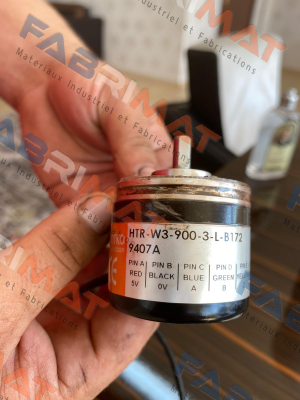 FABRIMAT
Materiaux Industriel et Fabrications
HTR-W3-900-3-L-B172
9407A
PIN A PIN B PIN C PIN D
RED BLACK BLUE GREEN
5V 0V A B